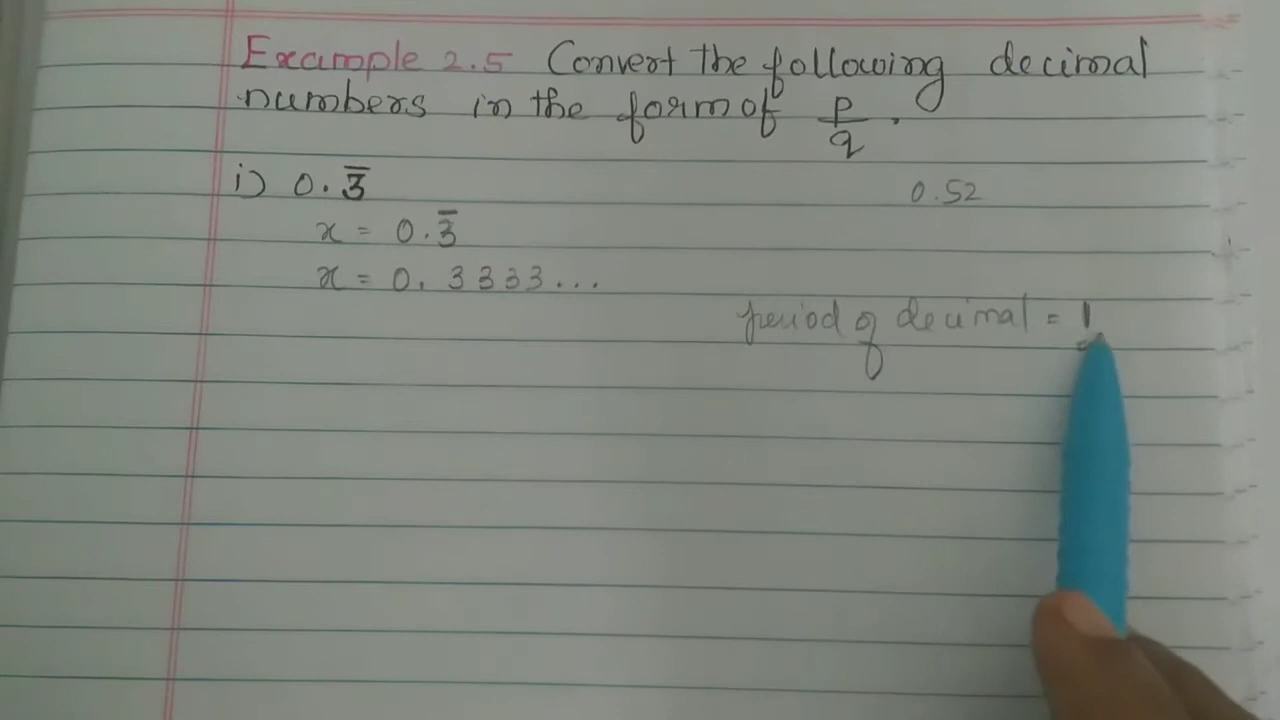 Example 2.5 Convert the following decimal
numbers in the form of p/q.
i) 0.3̅
0.52
x = 0.3̅
x = 0.3333...
period of decimal = 1